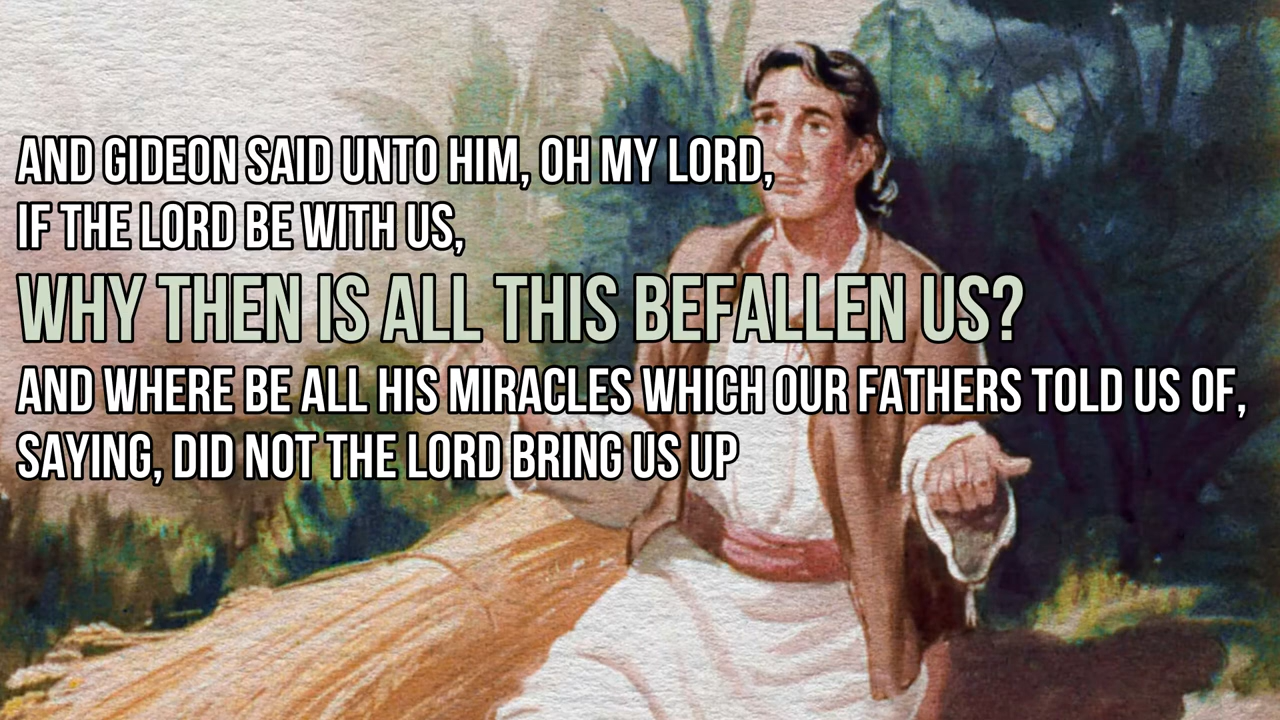 AND GIDEON SAID UNTO HIM, OH MY LORD,
IF THE LORD BE WITH US,
WHY THEN IS ALL THIS BEFALLEN US?
AND WHERE BE ALL HIS MIRACLES WHICH OUR FATHERS TOLD US OF,
SAYING, DID NOT THE LORD BRING US UP